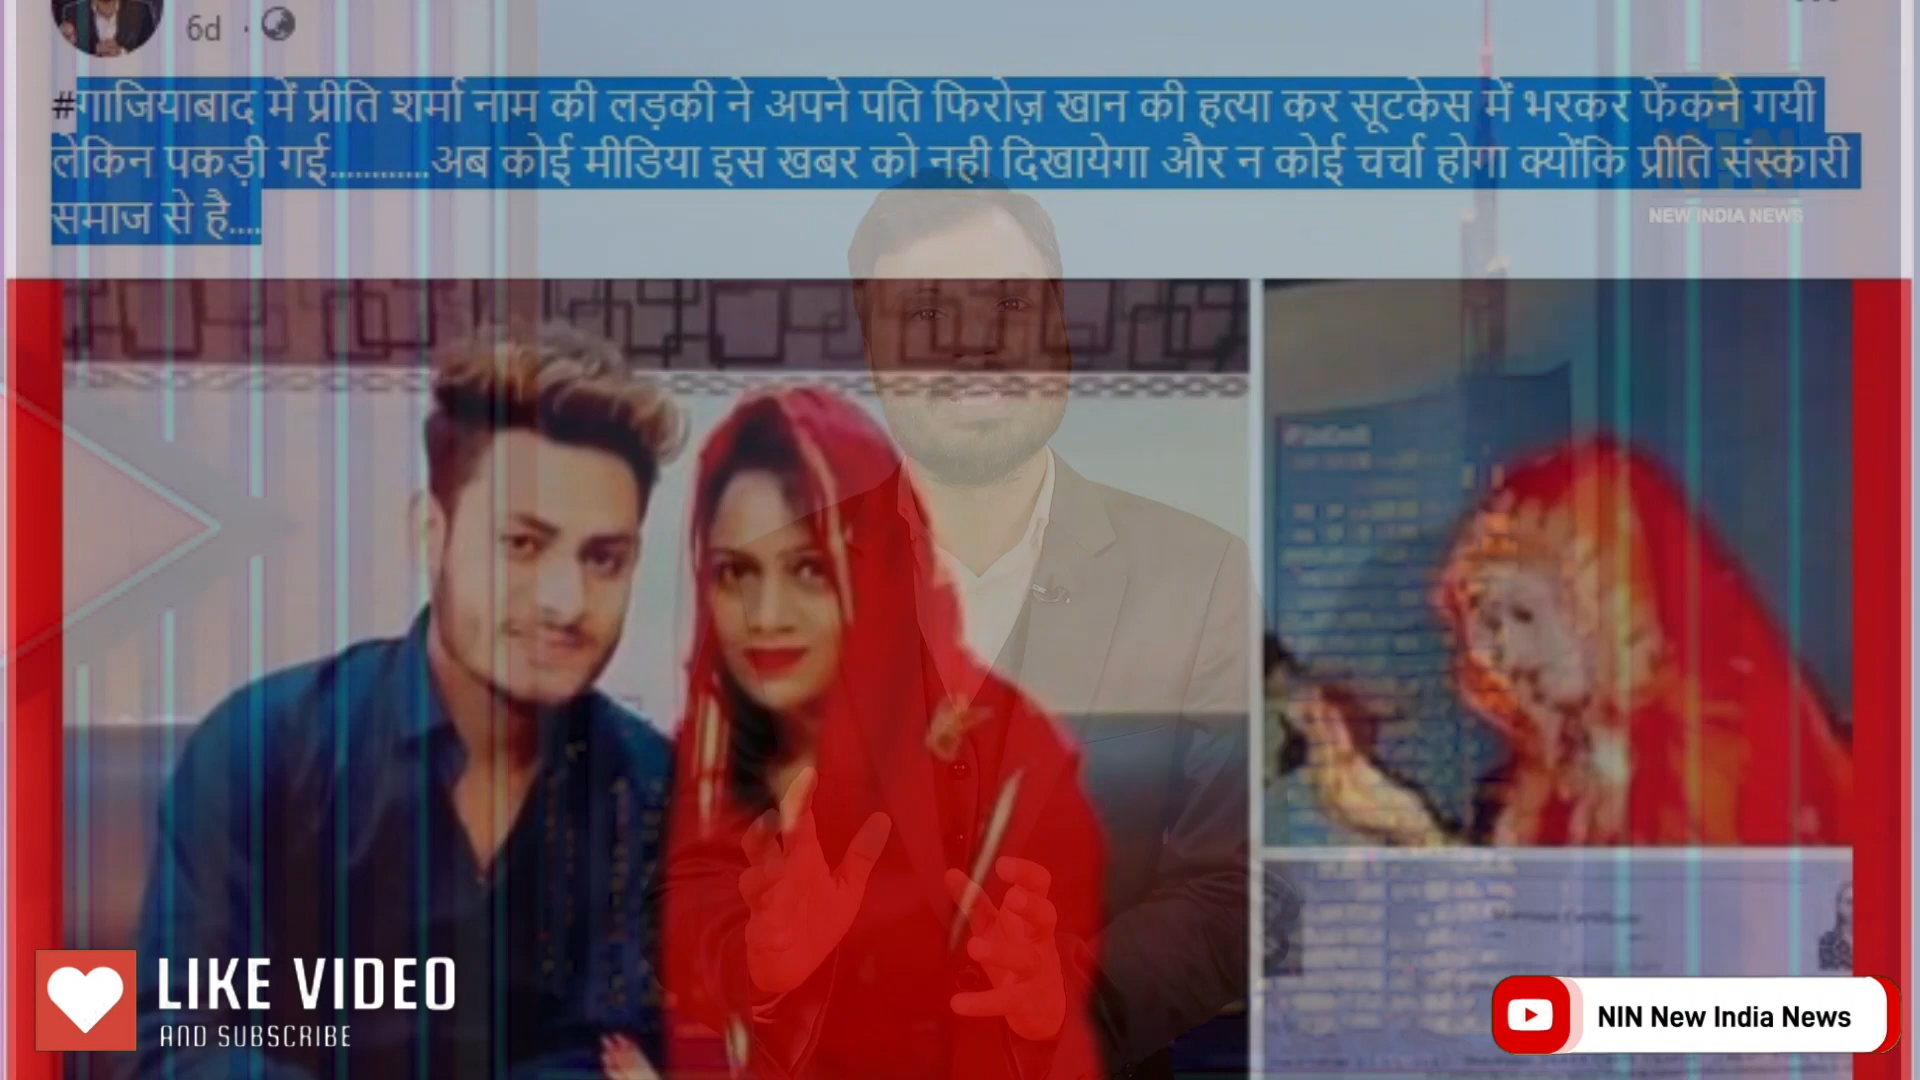 6d
#गाजियाबाद में प्रीति शर्मा नाम की लड़की ने अपने पति फिरोज़ खान की हत्या कर सूटकेस में भरकर फेंकने गयी
लेकिन पकड़ी गई............अब कोई मीडिया इस खबर को नही दिखायेगा और न कोई चर्चा होगा क्योंकि प्रीति संस्कारी
समाज से है....
NIN
NEW INDIA NEWS
LIKE VIDEO
AND SUBSCRIBE
NIN New India News